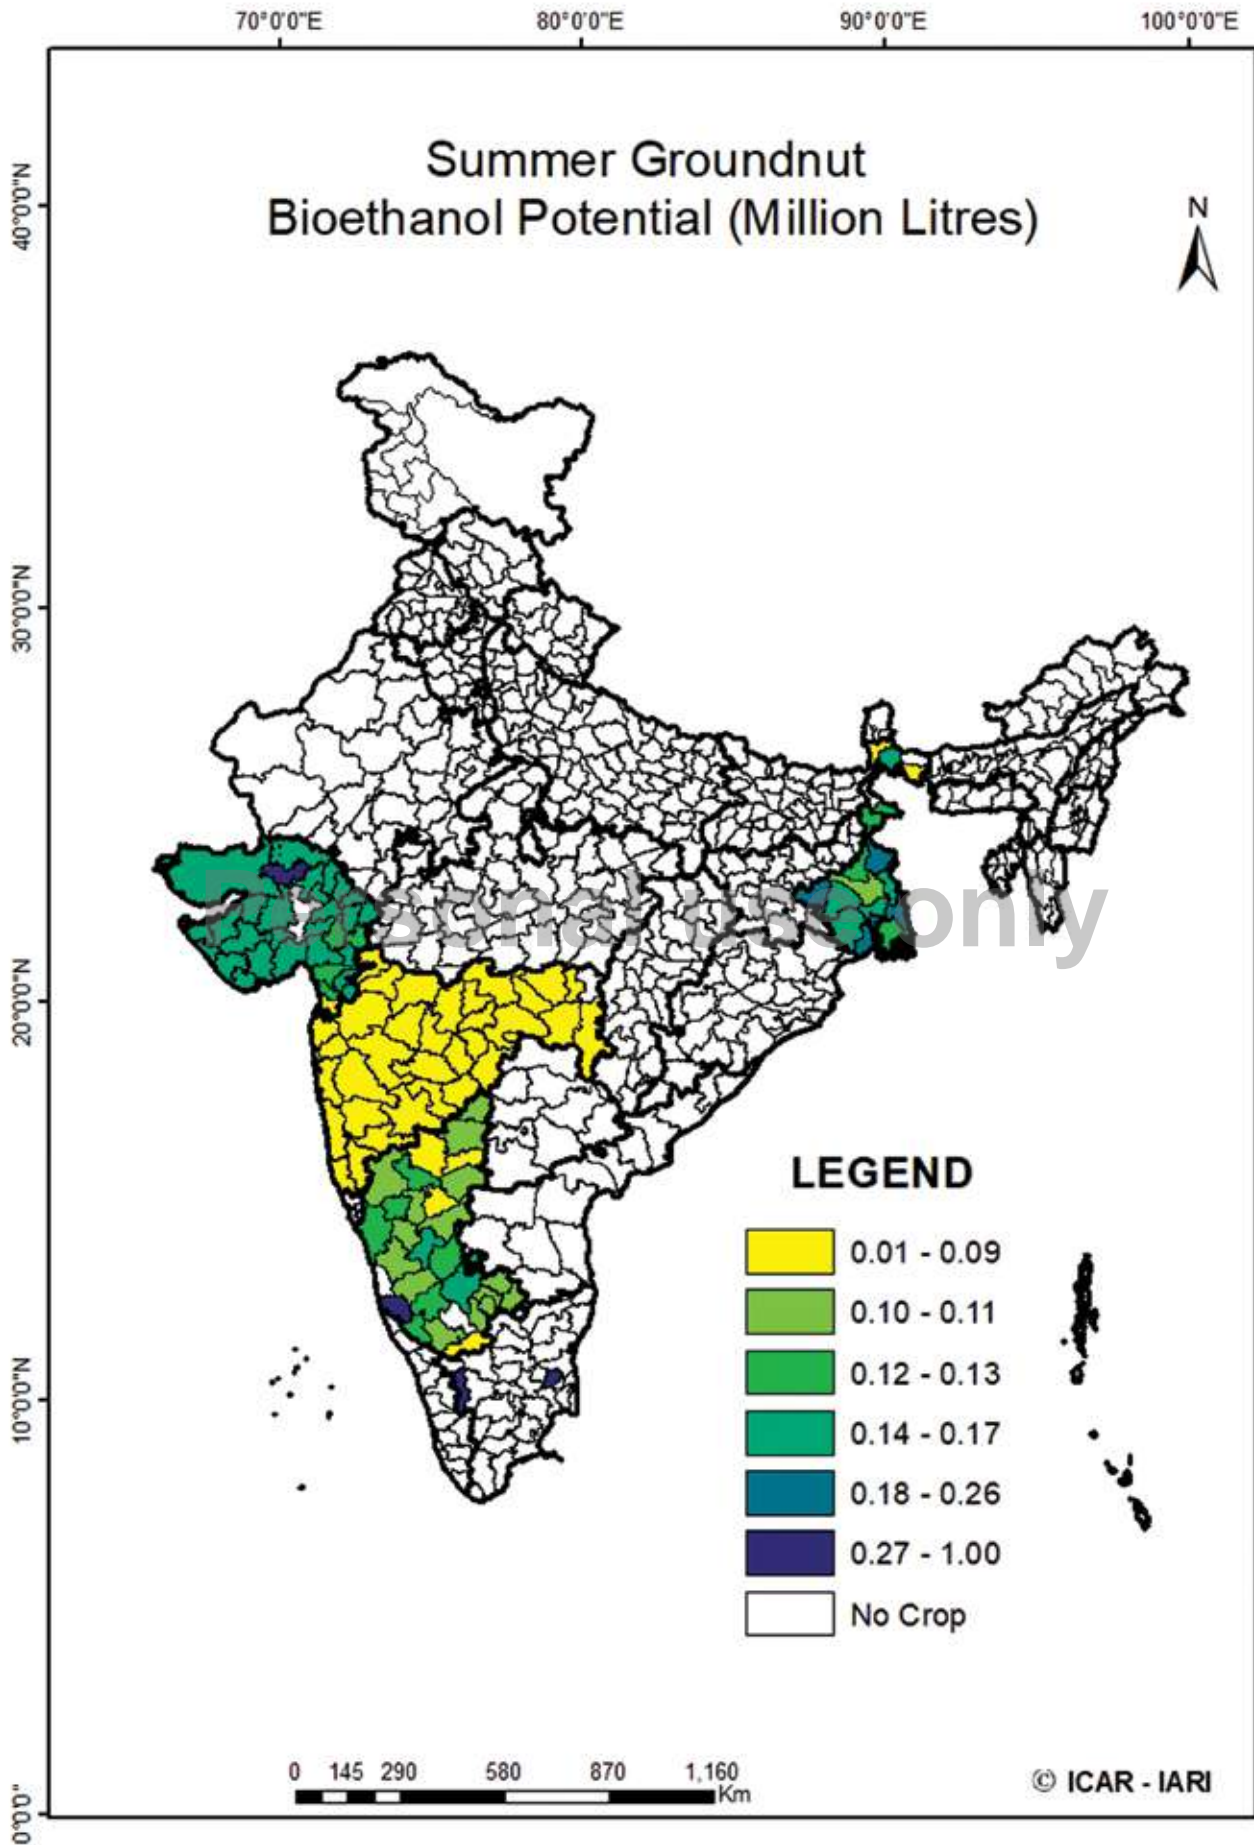 70°0'0"E 80°0'0"E 90°0'0"E 100°0'0"E
Summer Groundnut
Bioethanol Potential (Million Litres)
N
40°0'0"N
30°0'0"N
20°0'0"N
10°0'0"N
0°0'0"
Personal use only
LEGEND
0.01 - 0.09
0.10 - 0.11
0.12 - 0.13
0.14 - 0.17
0.18 - 0.26
0.27 - 1.00
No Crop
0 145 290 580 870 1,160
Km
© ICAR - IARI